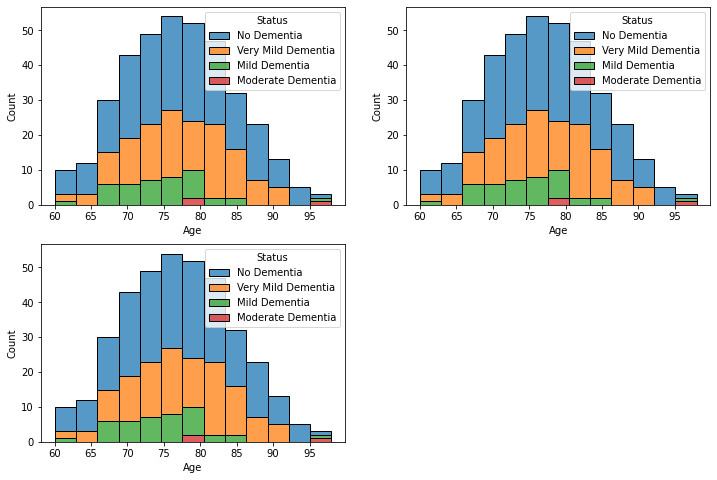 Status
No Dementia
Very Mild Dementia
Mild Dementia
Moderate Dementia
50
40
30
20
10
0
Count
60 65 70 75 80 85 90 95
Age
Status
No Dementia
Very Mild Dementia
Mild Dementia
Moderate Dementia
50
40
30
20
10
0
Count
60 65 70 75 80 85 90 95
Age
Status
No Dementia
Very Mild Dementia
Mild Dementia
Moderate Dementia
50
40
30
20
10
0
Count
60 65 70 75 80 85 90 95
Age